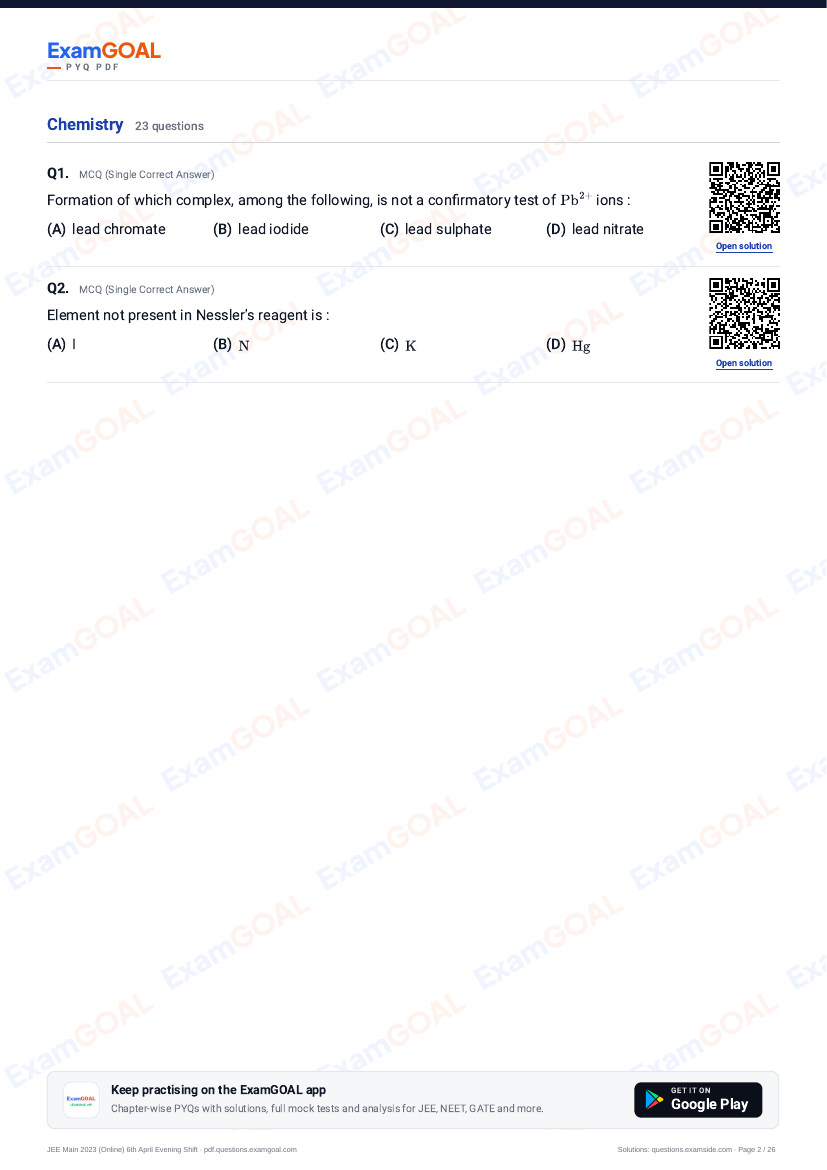 ExamGOAL
PYQ PDF
Chemistry 23 questions
Q1. MCQ (Single Correct Answer)
Formation of which complex, among the following, is not a confirmatory test of Pb²⁺ ions :
(A) lead chromate (B) lead iodide (C) lead sulphate (D) lead nitrate
Open solution
Q2. MCQ (Single Correct Answer)
Element not present in Nessler's reagent is :
(A) I (B) N (C) K (D) Hg
Open solution
Keep practising on the ExamGOAL app
Chapter-wise PYQs with solutions, full mock tests and analysis for JEE, NEET, GATE and more.
GET IT ON
Google Play
JEE Main 2023 (Online) 6th April Evening Shift · pdf.questions.examgoal.com
Solutions: questions.examside.com · Page 2 / 26